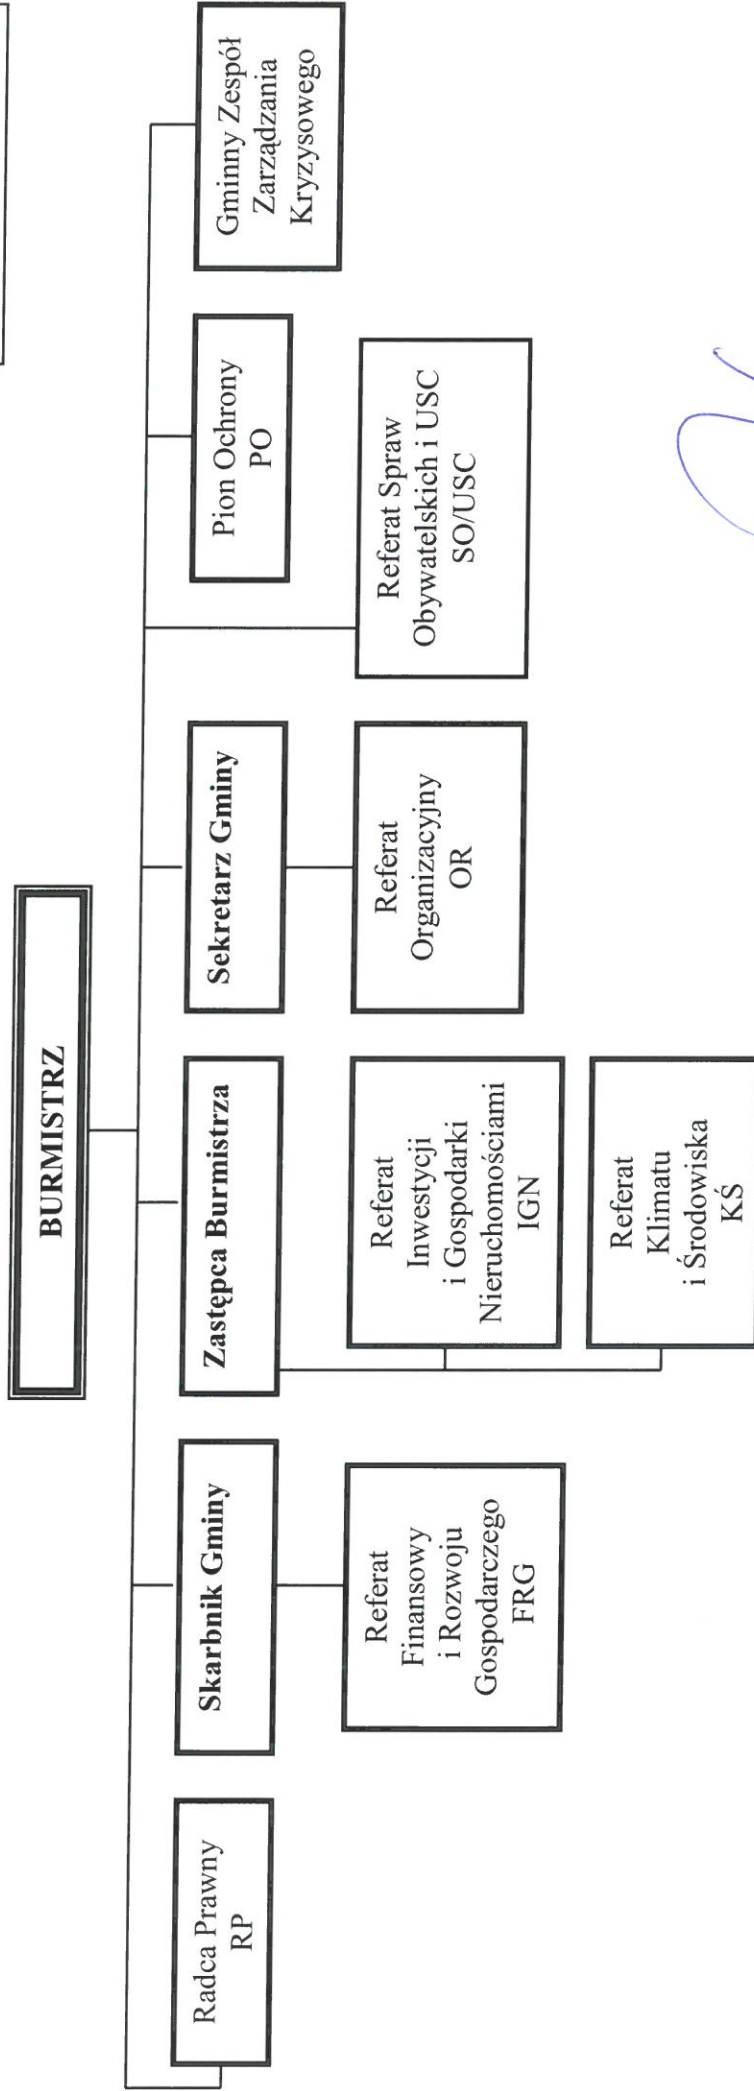 BURMISTRZ
Radca Prawny
RP
Skarbnik Gminy
Zastępca Burmistrza
Sekretarz Gminy
Pion Ochrony
PO
Gminny Zespół
Zarządzania
Kryzysowego
Referat
Finansowy
i Rozwoju
Gospodarczego
FRG
Referat
Inwestycji
i Gospodarki
Nieruchomościami
IGN
Referat
Organizacyjny
OR
Referat Spraw
Obywatelskich i USC
SO/USC
Referat
Klimatu
i Środowiska
KŚ